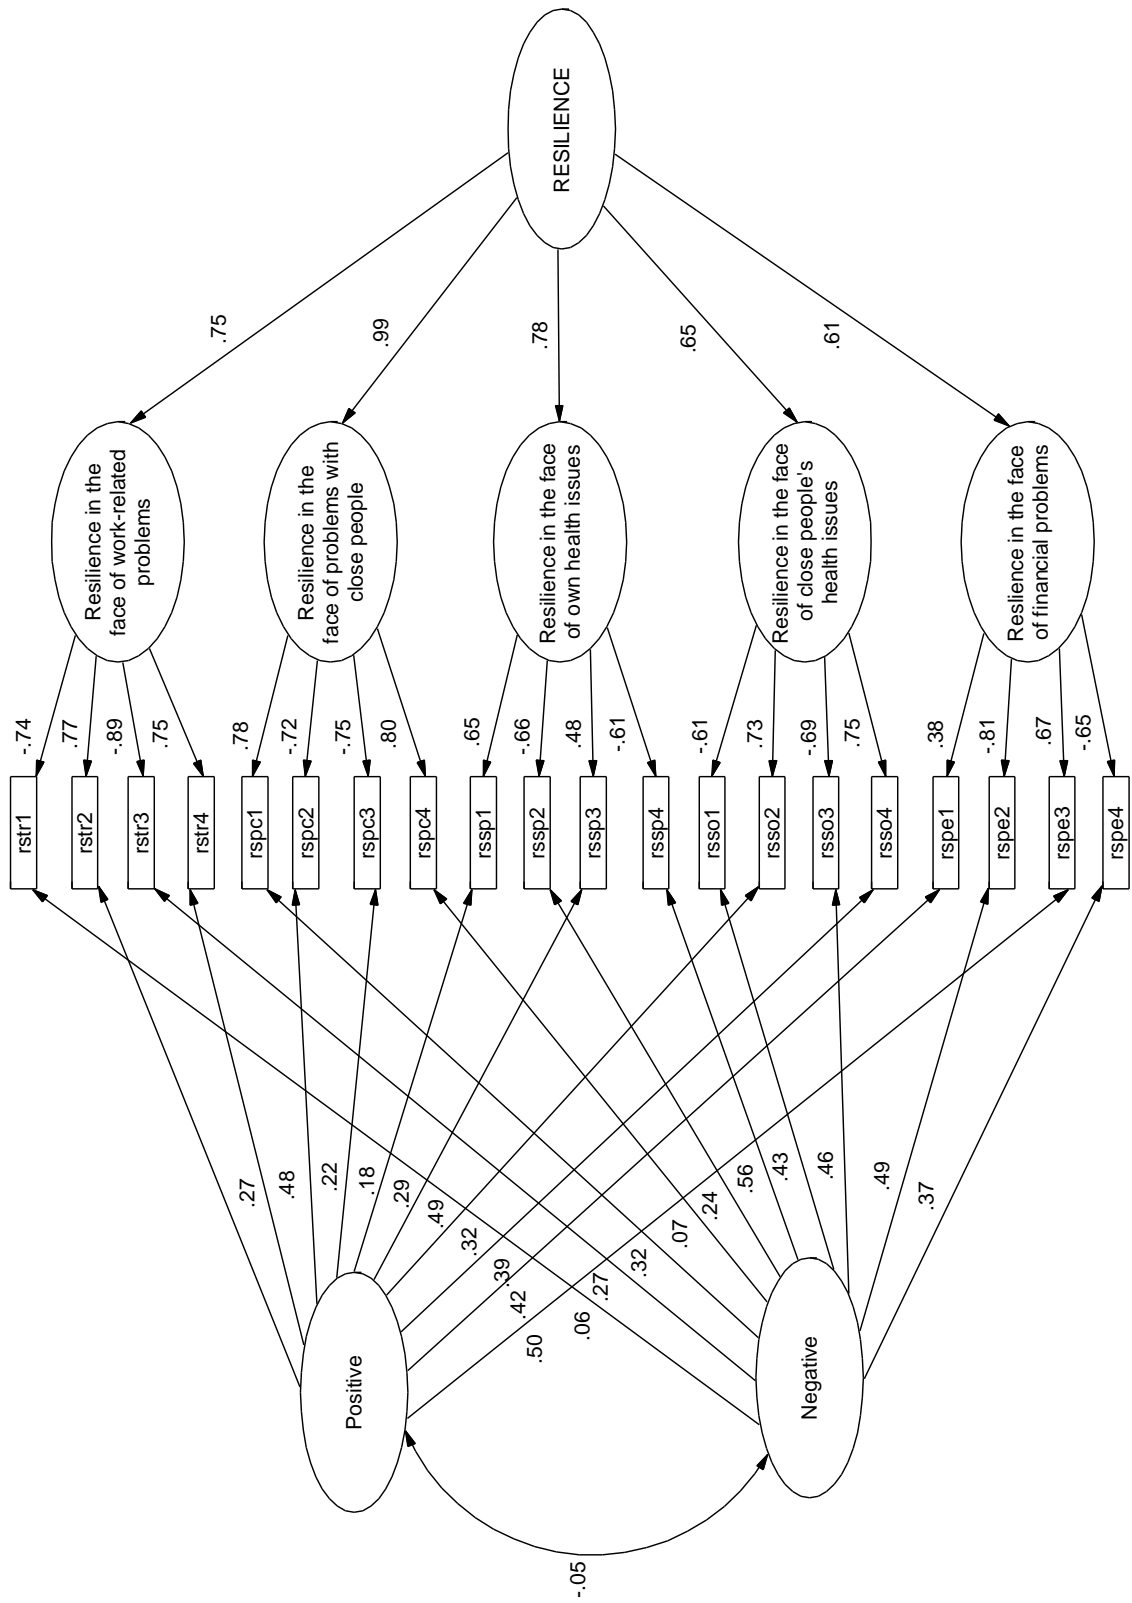 RESILIENCE
.75
.99
.78
.65
.61
Resilience in the
face of work-related
problems
Resilience in the
face of problems with
close people
Resilience in the face
of own health issues
Reslience in the face
of close people's
health issues
Reslience in the face
of financial problems
-.74
.77
-.89
.75
.78
-.72
-.75
.80
.65
-.66
.48
-.61
-.61
.73
-.69
.75
.38
-.81
.67
-.65
rstr1
rstr2
rstr3
rstr4
rspc1
rspc2
rspc3
rspc4
rssp1
rssp2
rssp3
rssp4
rsso1
rsso2
rsso3
rsso4
rspe1
rspe2
rspe3
rspe4
.27
.48
.22
.18
.29
.49
.32
.39
.42
.50
.06
.27
.32
.07
.24
.56
.43
.46
.49
.37
Positive
Negative
-.05